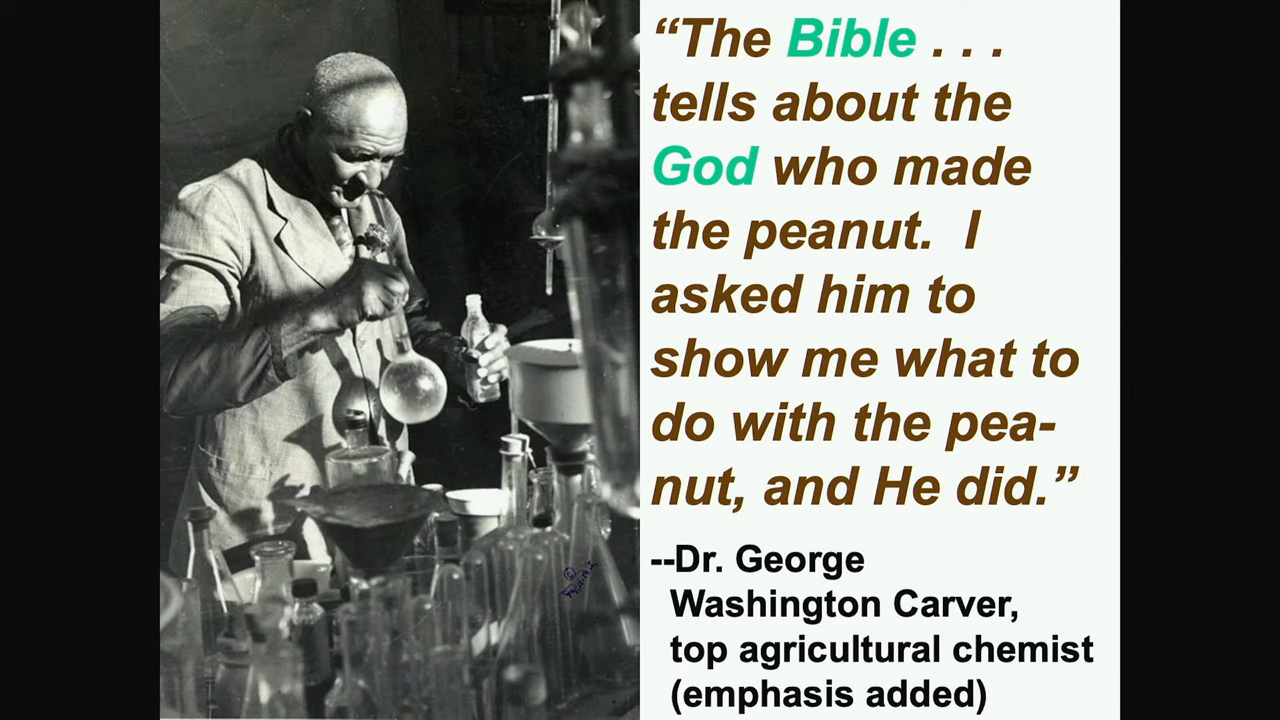 “The Bible . . .
tells about the
God who made
the peanut.  I
asked him to
show me what to
do with the pea-
nut, and He did.”
--Dr. George
Washington Carver,
top agricultural chemist
(emphasis added)